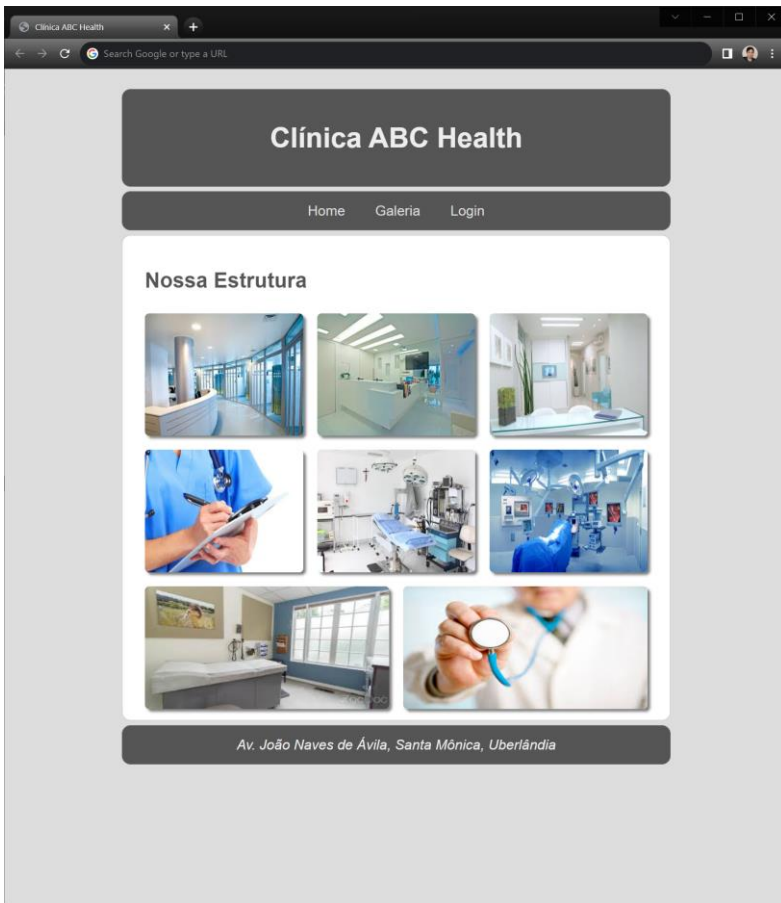 Clínica ABC Health
Search Google or type a URL
Clínica ABC Health
Home Galeria Login
Nossa Estrutura
Av. João Naves de Ávila, Santa Mônica, Uberlândia